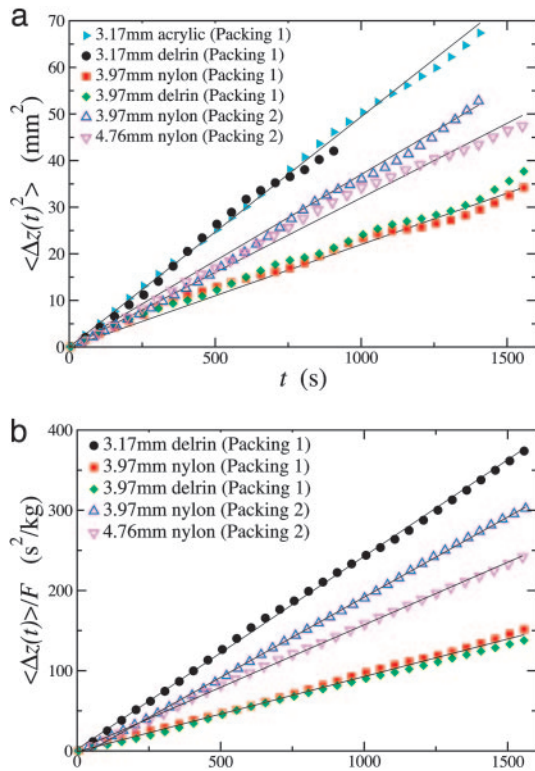 a
70
60
50
40
30
20
10
0
<Δz(t)²> (mm²)
3.17mm acrylic (Packing 1)
3.17mm delrin (Packing 1)
3.97mm nylon (Packing 1)
3.97mm delrin (Packing 1)
3.97mm nylon (Packing 2)
4.76mm nylon (Packing 2)
0 500 1000 1500
t (s)
b
400
300
200
100
0
<Δz(t)>/F (s²/kg)
3.17mm delrin (Packing 1)
3.97mm nylon (Packing 1)
3.97mm delrin (Packing 1)
3.97mm nylon (Packing 2)
4.76mm nylon (Packing 2)
0 500 1000 1500